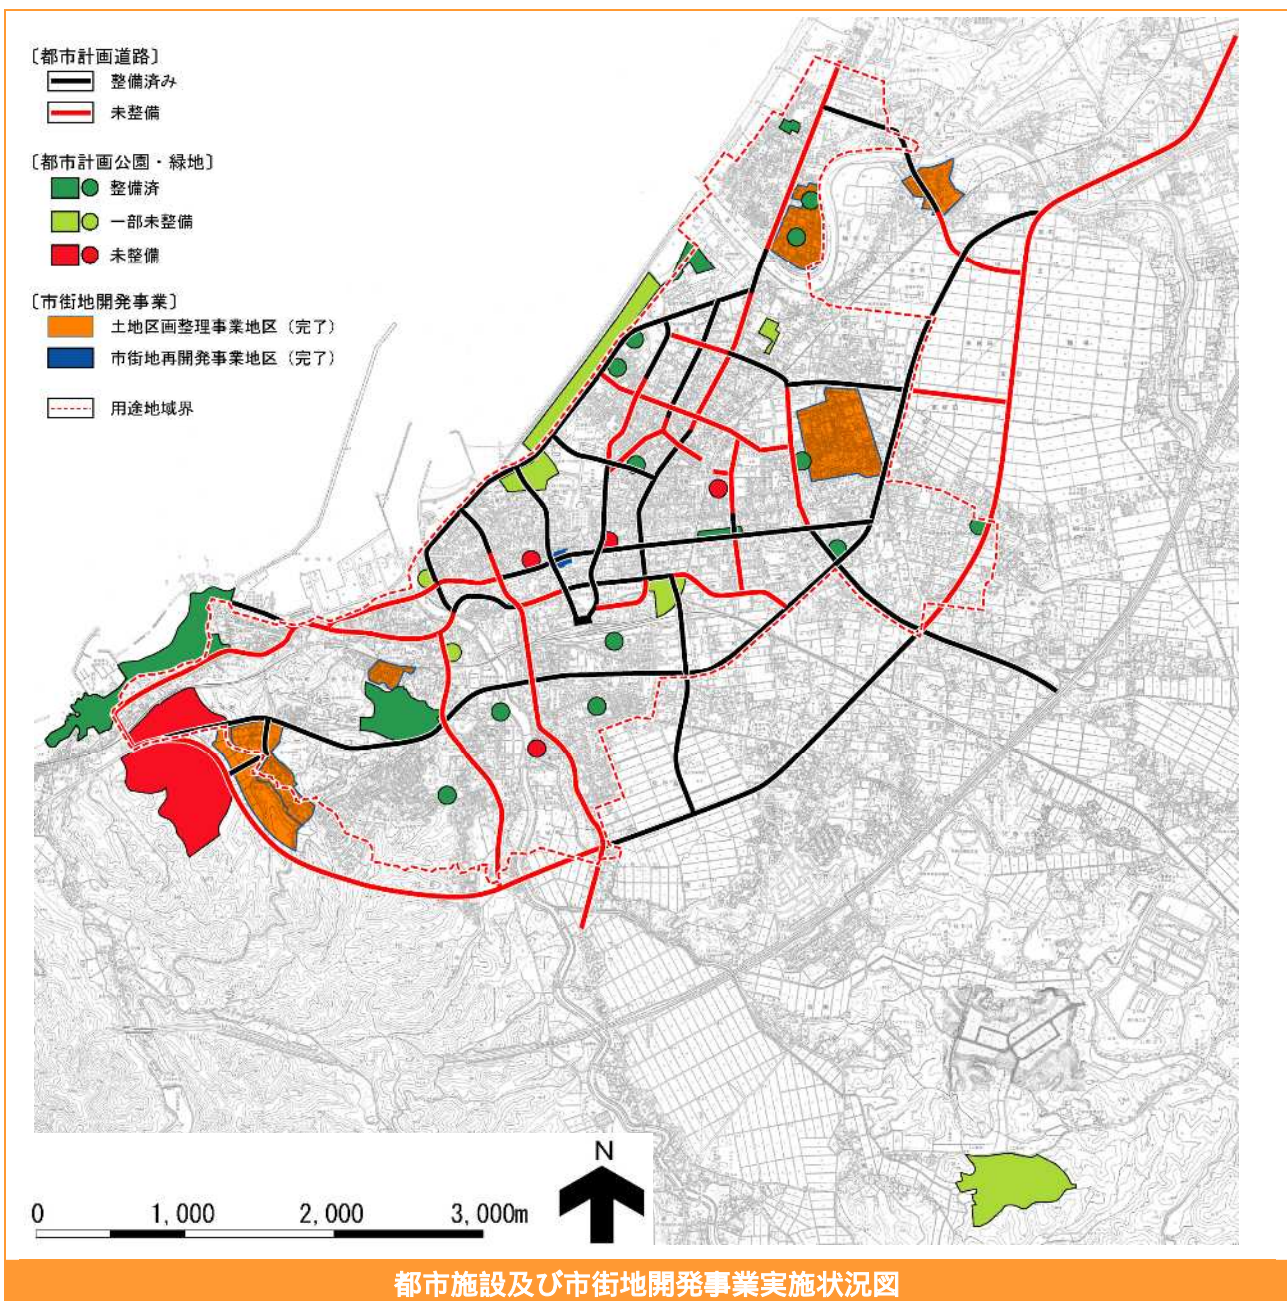 〔都市計画道路〕
整備済み
未整備
〔都市計画公園・緑地〕
整備済
一部未整備
未整備
〔市街地開発事業〕
土地区画整理事業地区（完了）
市街地再開発事業地区（完了）
用途地域界
N
0 1,000 2,000 3,000m
都市施設及び市街地開発事業実施状況図